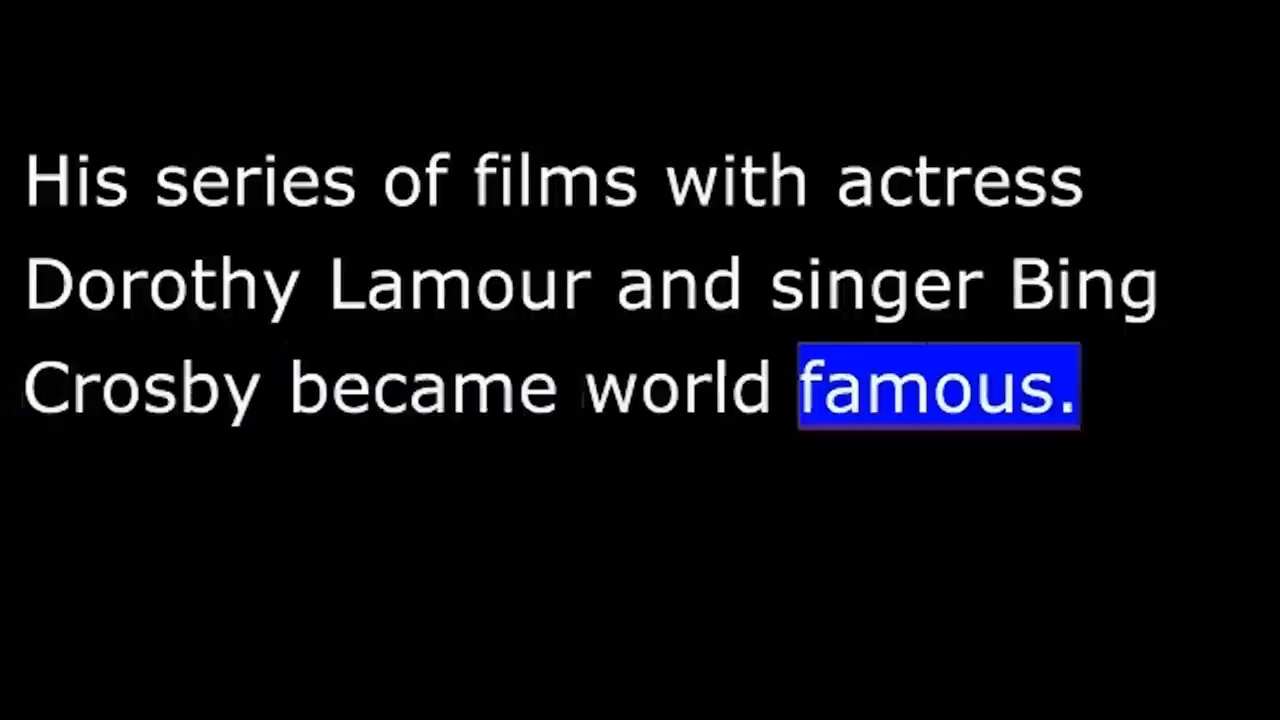 His series of films with actress
Dorothy Lamour and singer Bing
Crosby became world famous.